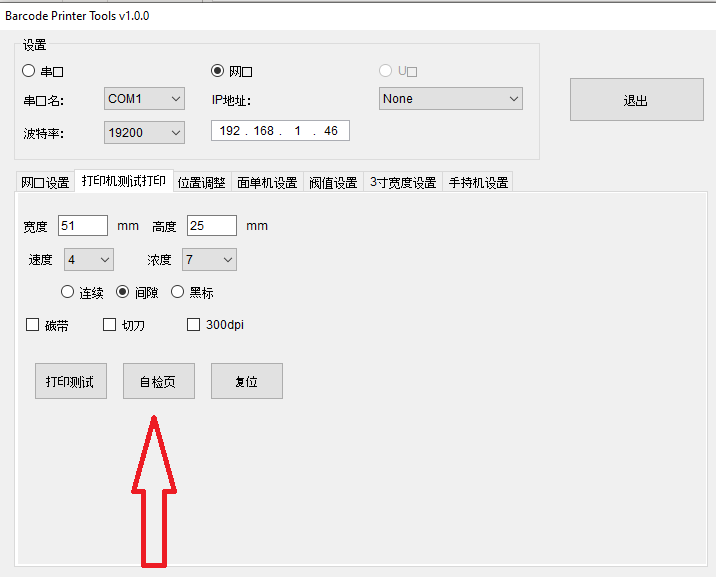 Barcode Printer Tools v1.0.0
设置
串口 网口 U口
串口名: COM1 IP地址: None 退出
波特率: 19200 192 . 168 . 1 . 46
网口设置 打印机测试打印 位置调整 面单机设置 阀值设置 3寸宽度设置 手持机设置
宽度 51 mm 高度 25 mm
速度 4 浓度 7
连续 间隙 黑标
碳带 切刀 300dpi
打印测试 自检页 复位